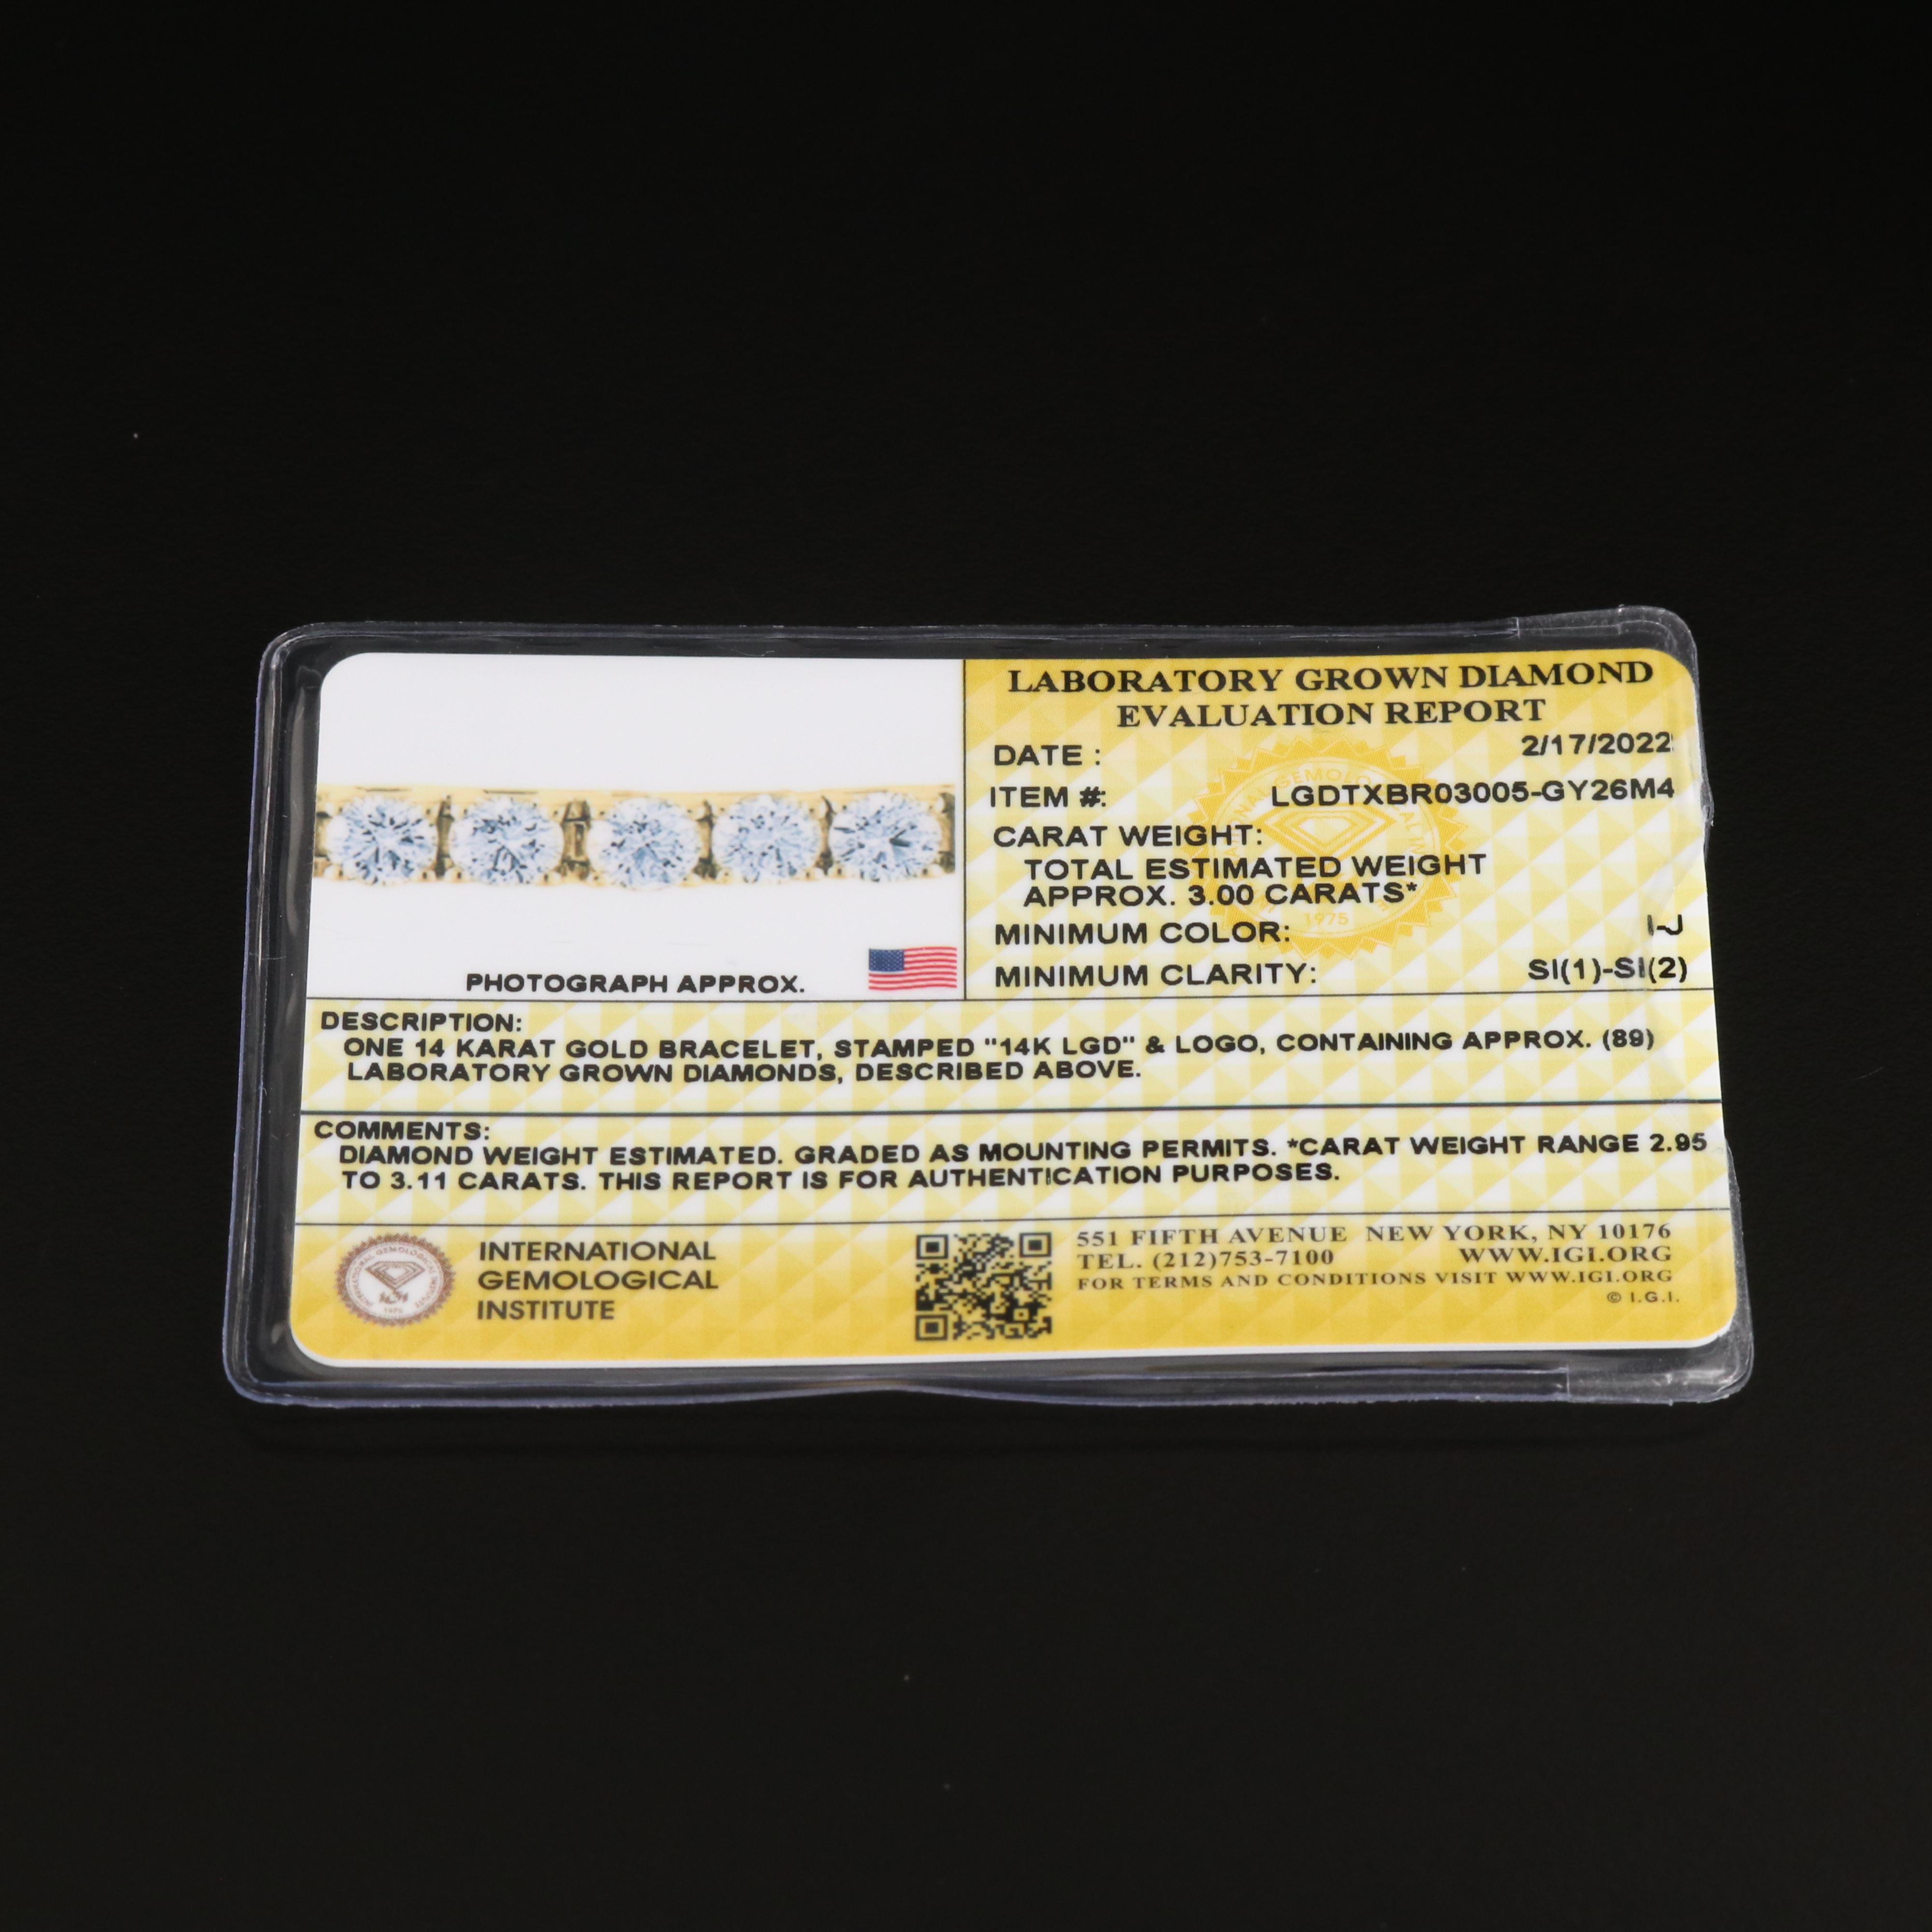 LABORATORY GROWN DIAMOND
EVALUATION REPORT
DATE : 2/17/2022
ITEM #: LGDTXBR03005-GY26M4
CARAT WEIGHT:
TOTAL ESTIMATED WEIGHT
APPROX. 3.00 CARATS*
1975
MINIMUM COLOR: I-J
MINIMUM CLARITY: SI(1)-SI(2)
PHOTOGRAPH APPROX.
DESCRIPTION:
ONE 14 KARAT GOLD BRACELET, STAMPED "14K LGD" & LOGO, CONTAINING APPROX. (89)
LABORATORY GROWN DIAMONDS, DESCRIBED ABOVE.
COMMENTS:
DIAMOND WEIGHT ESTIMATED. GRADED AS MOUNTING PERMITS. *CARAT WEIGHT RANGE 2.95
TO 3.11 CARATS. THIS REPORT IS FOR AUTHENTICATION PURPOSES.
INTERNATIONAL
GEMOLOGICAL
INSTITUTE
551 FIFTH AVENUE NEW YORK, NY 10176
TEL. (212)753-7100 WWW.IGI.ORG
FOR TERMS AND CONDITIONS VISIT WWW.IGI.ORG
© I.G.I.